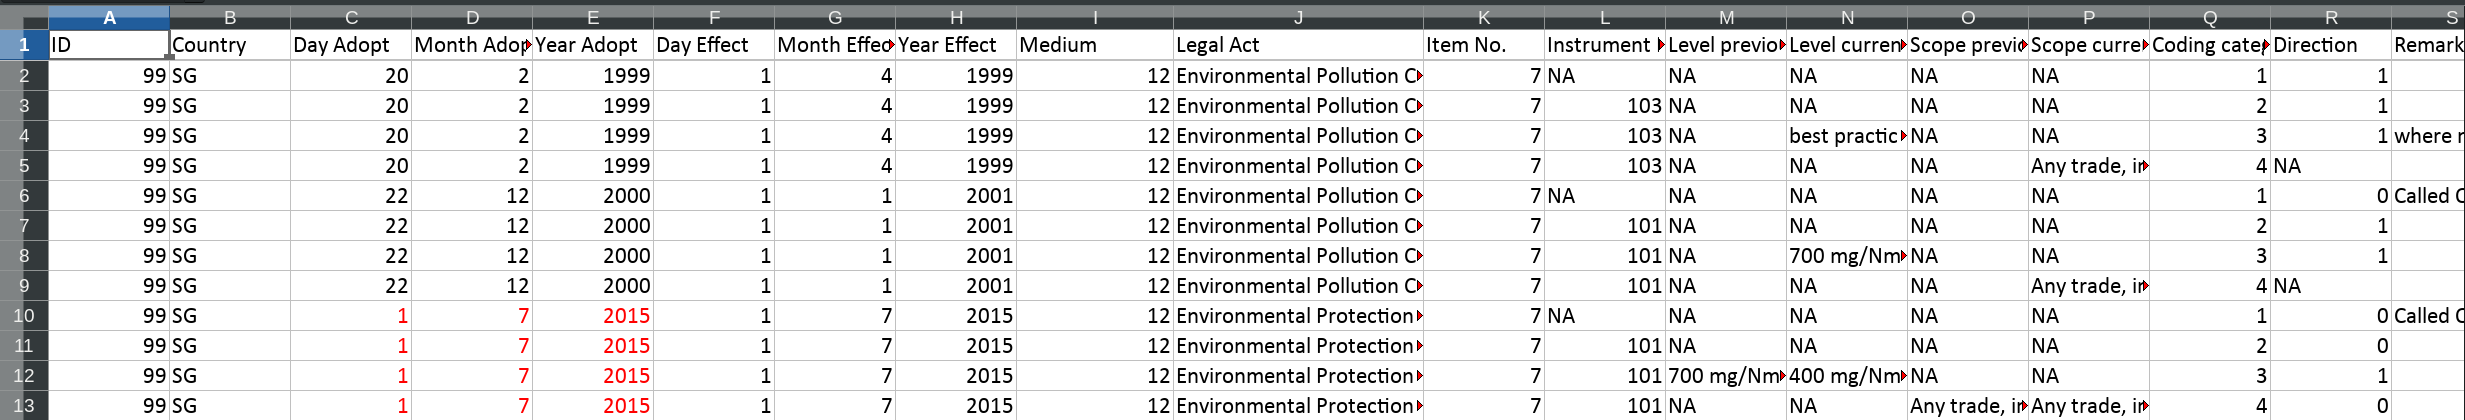 A B C D E F G H I J K L M N O P Q R S
1 ID Country Day Adopt Month Adop Year Adopt Day Effect Month Effec Year Effect Medium Legal Act Item No. Instrument Level previo Level curren Scope previo Scope curre Coding cate Direction Remark
2 99 SG 20 2 1999 1 4 1999 12 Environmental Pollution C 7 NA NA NA NA NA 1 1
3 99 SG 20 2 1999 1 4 1999 12 Environmental Pollution C 7 103 NA NA NA NA 2 1
4 99 SG 20 2 1999 1 4 1999 12 Environmental Pollution C 7 103 NA best practic NA NA 3 1 where r
5 99 SG 20 2 1999 1 4 1999 12 Environmental Pollution C 7 103 NA NA NA Any trade, in 4 NA
6 99 SG 22 12 2000 1 1 2001 12 Environmental Pollution C 7 NA NA NA NA NA 1 0 Called C
7 99 SG 22 12 2000 1 1 2001 12 Environmental Pollution C 7 101 NA NA NA NA 2 1
8 99 SG 22 12 2000 1 1 2001 12 Environmental Pollution C 7 101 NA 700 mg/Nm NA NA 3 1
9 99 SG 22 12 2000 1 1 2001 12 Environmental Pollution C 7 101 NA NA NA Any trade, in 4 NA
10 99 SG 1 7 2015 1 7 2015 12 Environmental Protection 7 NA NA NA NA NA 1 0 Called C
11 99 SG 1 7 2015 1 7 2015 12 Environmental Protection 7 101 NA NA NA NA 2 0
12 99 SG 1 7 2015 1 7 2015 12 Environmental Protection 7 101 700 mg/Nm 400 mg/Nm NA NA 3 1
13 99 SG 1 7 2015 1 7 2015 12 Environmental Protection 7 101 NA NA Any trade, in Any trade, in 4 0